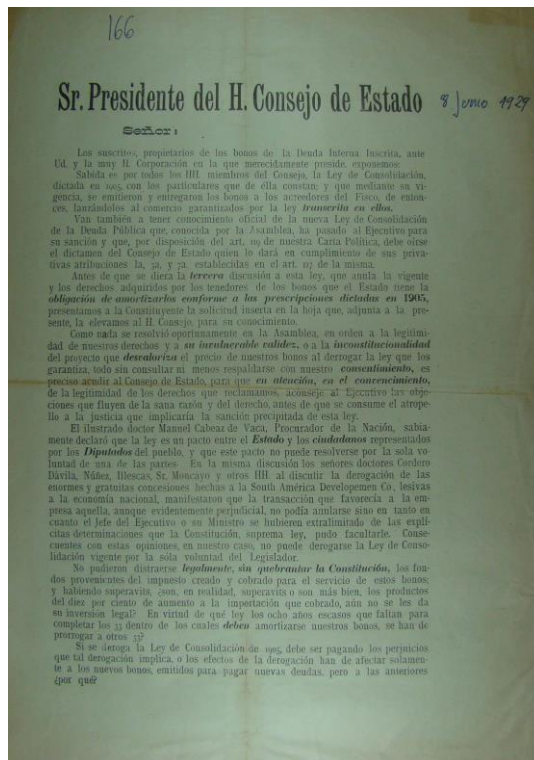 166
Sr. Presidente del H. Consejo de Estado
8 Junio 1929
Señor:
Los suscritos, propietarios de los bonos de la Deuda Interna Inscrita, ante
Ud. y la muy H. Corporación en la que merecidamente preside, exponemos:
Sabida es por todos los HH. miembros del Consejo, la Ley de Consolidación,
dictada en 1905, con los particulares que de élla constan; y que mediante su vi-
gencia, se emitieron y entregaron los bonos a los acreedores del Fisco, de enton-
ces, lanzándolos al comercio garantizados por la ley transcrita en ellos.
Van también a tener conocimiento oficial de la nueva Ley de Consolidación
de la Deuda Pública que, conocida por la Asamblea, ha pasado al Ejecutivo para
su sanción y que, por disposición del art. 119 de nuestra Carta Política, debe oírse
el dictamen del Consejo de Estado quien lo dará en cumplimiento de sus priva-
tivas atribuciones 1a, 5a, y 7a. establecidas en el art. 117 de la misma.
Antes de que se diera la tercera discusión a esta ley, que anula la vigente
y los derechos adquiridos por los tenedores de los bonos que el Estado tiene la
obligación de amortizarlos conforme a las prescripciones dictadas en 1905,
presentamos a la Constituyente la solicitud inserta en la hoja que, adjunta a la pre-
sente, la elevamos al H. Consejo, para su conocimiento.
Como nada se resolvió oportunamente en la Asamblea, en orden a la legitimi-
dad de nuestros derechos y a su invulnerable validez, o a la inconstitucionalidad
del proyecto que desvaloriza el precio de nuestros bonos al derrogar la ley que los
garantiza, todo sin consultar ni menos respaldarse con nuestro consentimiento, es
preciso acudir al Consejo de Estado, para que en atención, en el convencimiento,
de la legitimidad de los derechos que reclamamos, aconseje al Ejecutivo las obje-
ciones que fluyen de la sana razón y del derecho, antes de que se consume el atrope-
llo a la justicia que implicaría la sanción precipitada de esta ley.
El ilustrado doctor Manuel Cabeza de Vaca, Procurador de la Nación, sabia-
mente declaró que la ley es un pacto entre el Estado y los ciudadanos representados
por los Diputados del pueblo, y que este pacto no puede resolverse por la sola vo-
luntad de una de las partes. En la misma discusión los señores doctores Cordero
Dávila, Núñez, Illescas, Sr. Moncayo y otros HH. al discutir la derogación de las
enormes y gratuitas concesiones hechas a la South América Developemen Co, lesivas
a la economía nacional, manifestaron que la transacción que favorecía a la em-
presa aquella, aunque evidentemente perjudicial, no podía anularse sino en tanto en
cuanto el Jefe del Ejecutivo o su Ministro se hubieren extralimitado de las explí-
citas determinaciones que la Constitución, suprema ley, pudo facultarle. Conse-
cuentes con estas opiniones, en nuestro caso, no puede derogarse la Ley de Conso-
lidación vigente por la sola voluntad del Legislador.
No pudieron distraerse legalmente, sin quebrantar la Constitución, los fon-
dos provenientes del impuesto creado y cobrado para el servicio de estos bonos;
y habiendo superavits, ¿son, en realidad, superavits o son más bien, los productos
del diez por ciento de aumento a la importación que cobrado, aún no se les da
su inversión legal? En virtud de qué ley los ocho años escasos que faltan para
completar los 33 dentro de los cuales deben amortizarse nuestros bonos, se han de
prorrogar a otros 33?
Si se deroga la Ley de Consolidación de 1905, debe ser pagando los perjuicios
que tal derogación implica, o los efectos de la derogación han de afectar solamen-
te a los nuevos bonos, emitidos para pagar nuevas deudas, pero a las anteriores
¿por qué?